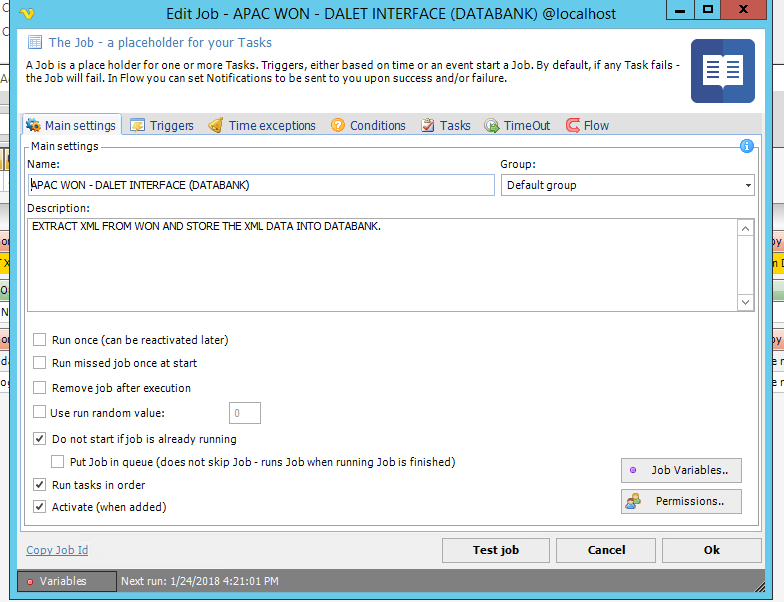 Edit Job - APAC WON - DALET INTERFACE (DATABANK) @localhost
The Job - a placeholder for your Tasks
A Job is a place holder for one or more Tasks. Triggers, either based on time or an event start a Job. By default, if any Task fails -
the Job will fail. In Flow you can set Notifications to be sent to you upon success and/or failure.
Main settings Triggers Time exceptions Conditions Tasks TimeOut Flow
Main settings
Name: Group:
APAC WON - DALET INTERFACE (DATABANK) Default group
Description:
EXTRACT XML FROM WON AND STORE THE XML DATA INTO DATABANK.
Run once (can be reactivated later)
Run missed job once at start
Remove job after execution
Use run random value: 0
Do not start if job is already running
Put Job in queue (does not skip Job - runs Job when running Job is finished)
Job Variables..
Run tasks in order
Permissions..
Activate (when added)
Copy Job Id Test job Cancel Ok
Variables Next run: 1/24/2018 4:21:01 PM